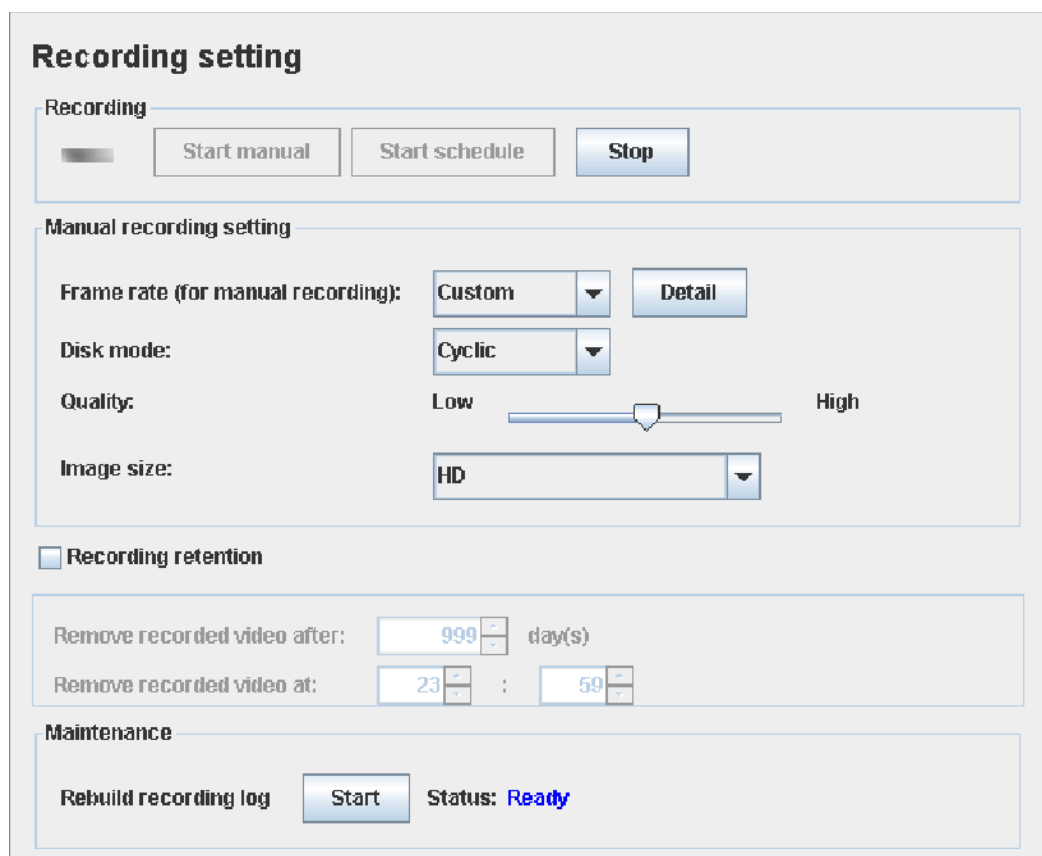 Recording setting
Recording
Start manual Start schedule Stop
Manual recording setting
Frame rate (for manual recording): Custom Detail
Disk mode: Cyclic
Quality: Low High
Image size: HD
Recording retention
Remove recorded video after: 999 day(s)
Remove recorded video at: 23 : 59
Maintenance
Rebuild recording log Start Status: Ready